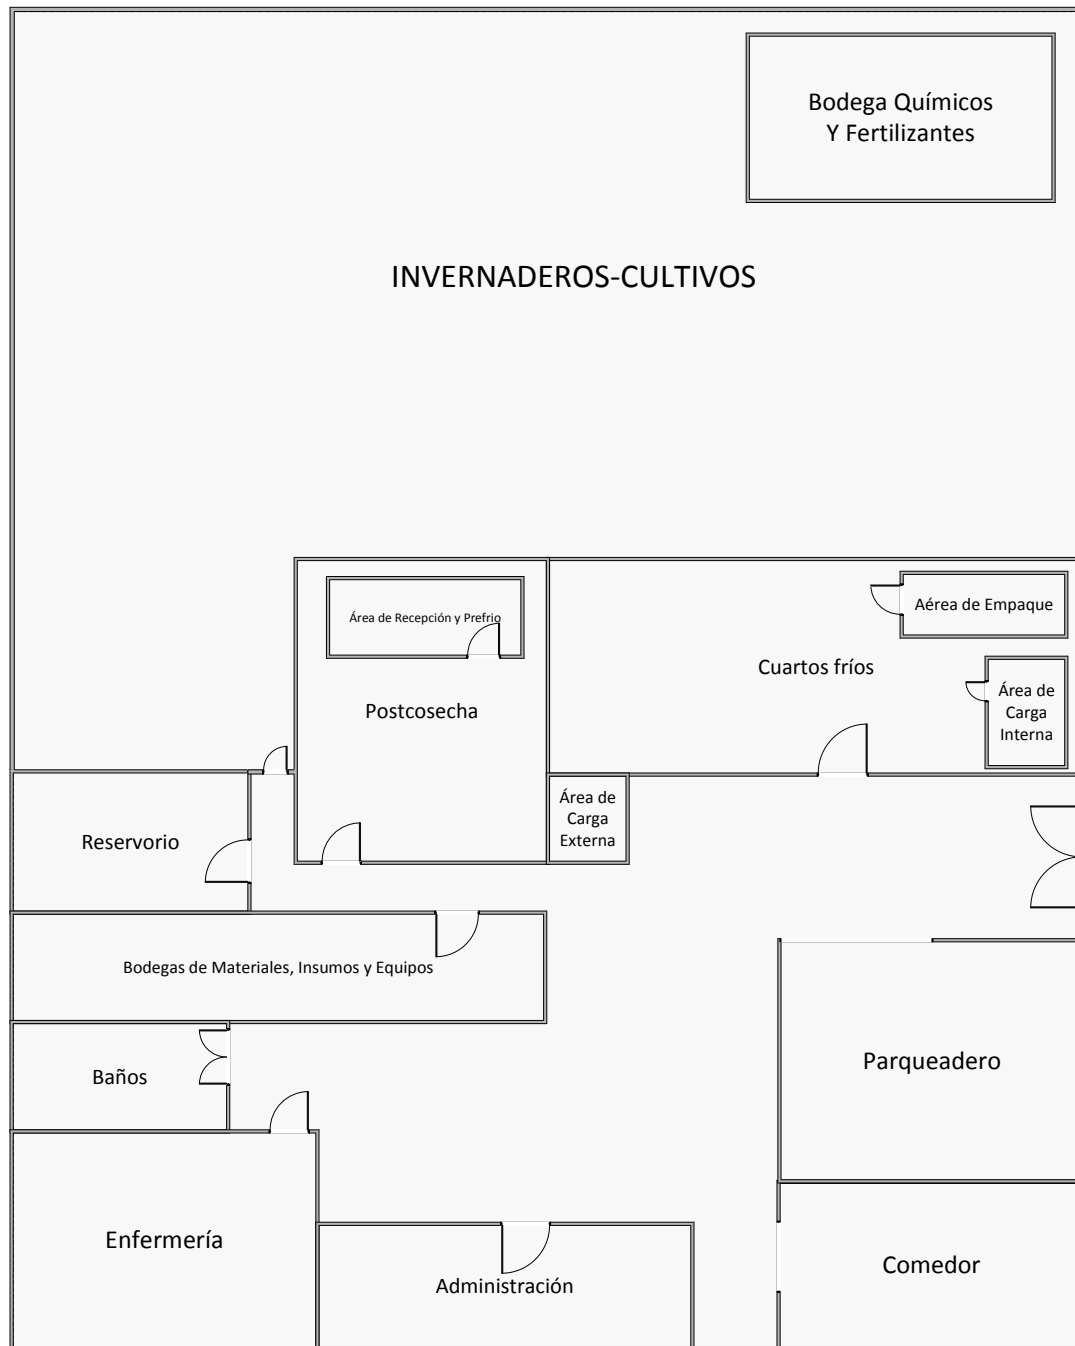 Bodega Químicos
Y Fertilizantes
INVERNADEROS-CULTIVOS
Área de Recepción y Prefrio
Aérea de Empaque
Cuartos fríos
Área de
Carga
Interna
Postcosecha
Área de
Carga
Externa
Reservorio
Bodegas de Materiales, Insumos y Equipos
Parqueadero
Baños
Enfermería
Administración
Comedor